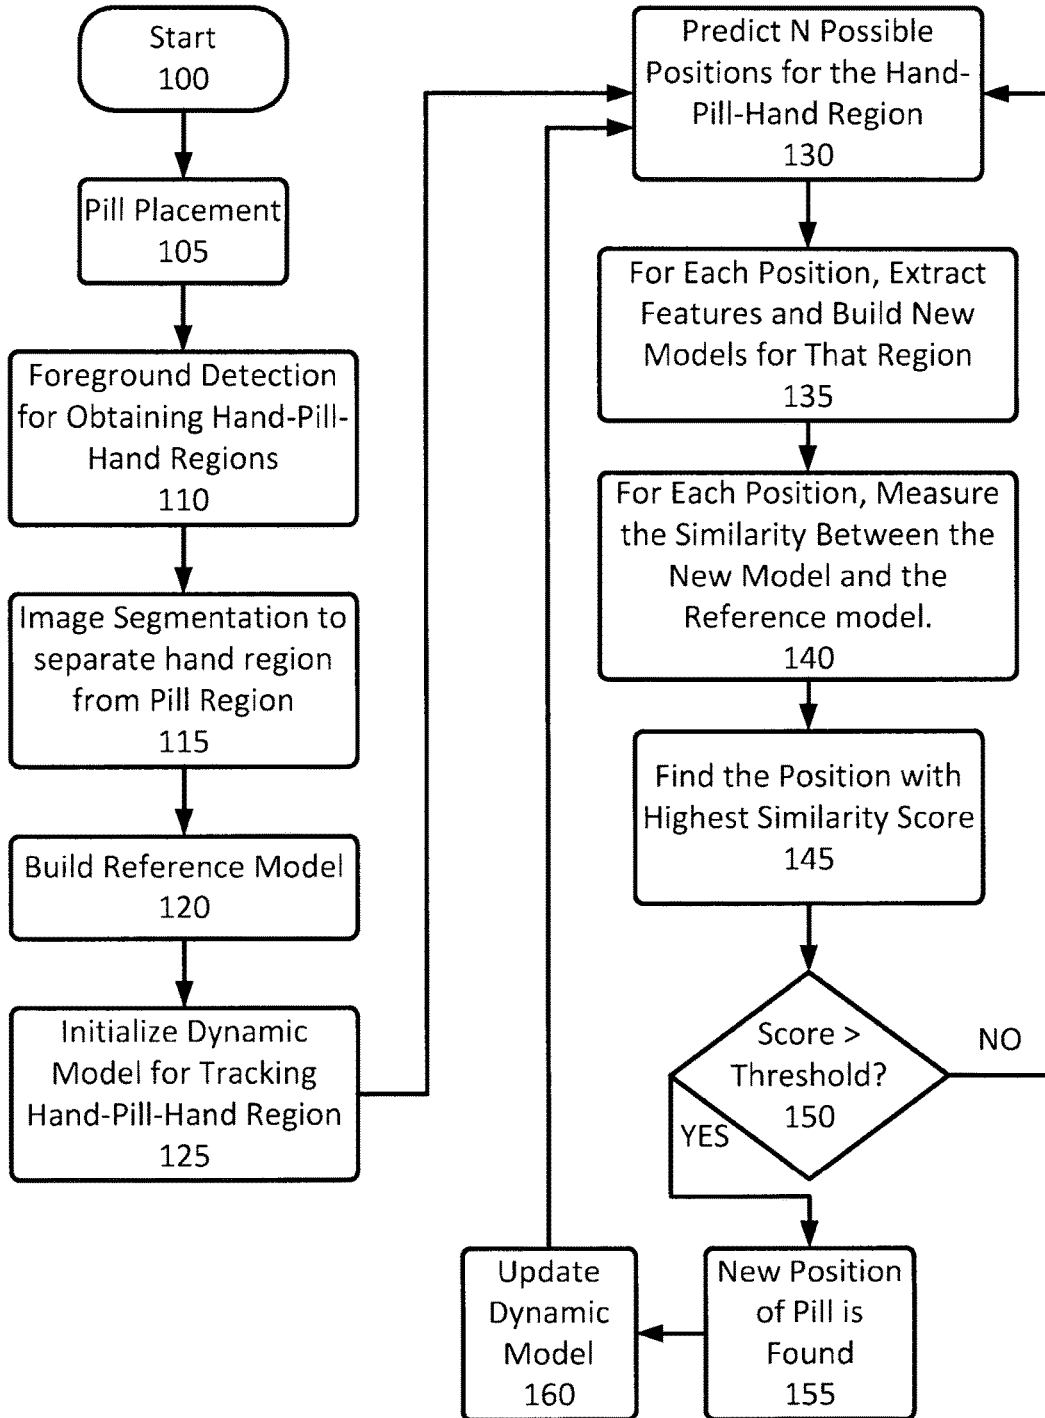 Start
100
Pill Placement
105
Foreground Detection
for Obtaining Hand-Pill-
Hand Regions
110
Image Segmentation to
separate hand region
from Pill Region
115
Build Reference Model
120
Initialize Dynamic
Model for Tracking
Hand-Pill-Hand Region
125
Predict N Possible
Positions for the Hand-
Pill-Hand Region
130
For Each Position, Extract
Features and Build New
Models for That Region
135
For Each Position, Measure
the Similarity Between the
New Model and the
Reference model.
140
Find the Position with
Highest Similarity Score
145
Score >
Threshold?
150
NO
YES
New Position
of Pill is
Found
155
Update
Dynamic
Model
160